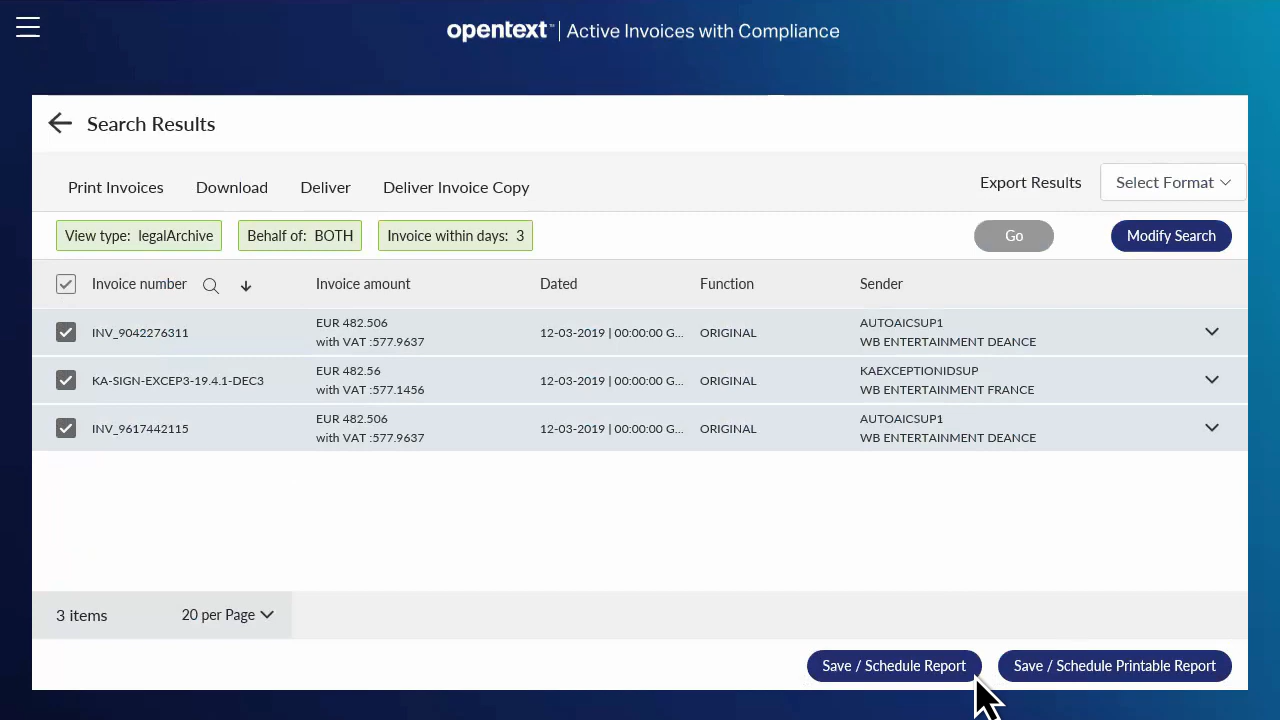 opentext™ | Active Invoices with Compliance
Search Results
Print Invoices Download Deliver Deliver Invoice Copy Export Results Select Format
View type: legalArchive Behalf of: BOTH Invoice within days: 3 Go Modify Search
Invoice number Invoice amount Dated Function Sender
INV_9042276311 EUR 482.506 12-03-2019 | 00:00:00 G... ORIGINAL AUTOAICSUP1
with VAT :577.9637 WB ENTERTAINMENT DEANCE
KA-SIGN-EXCEP3-19.4.1-DEC3 EUR 482.56 12-03-2019 | 00:00:00 G... ORIGINAL KAEXCEPTIONIDSUP
with VAT :577.1456 WB ENTERTAINMENT FRANCE
INV_9617442115 EUR 482.506 12-03-2019 | 00:00:00 G... ORIGINAL AUTOAICSUP1
with VAT :577.9637 WB ENTERTAINMENT DEANCE
3 items 20 per Page
Save / Schedule Report Save / Schedule Printable Report